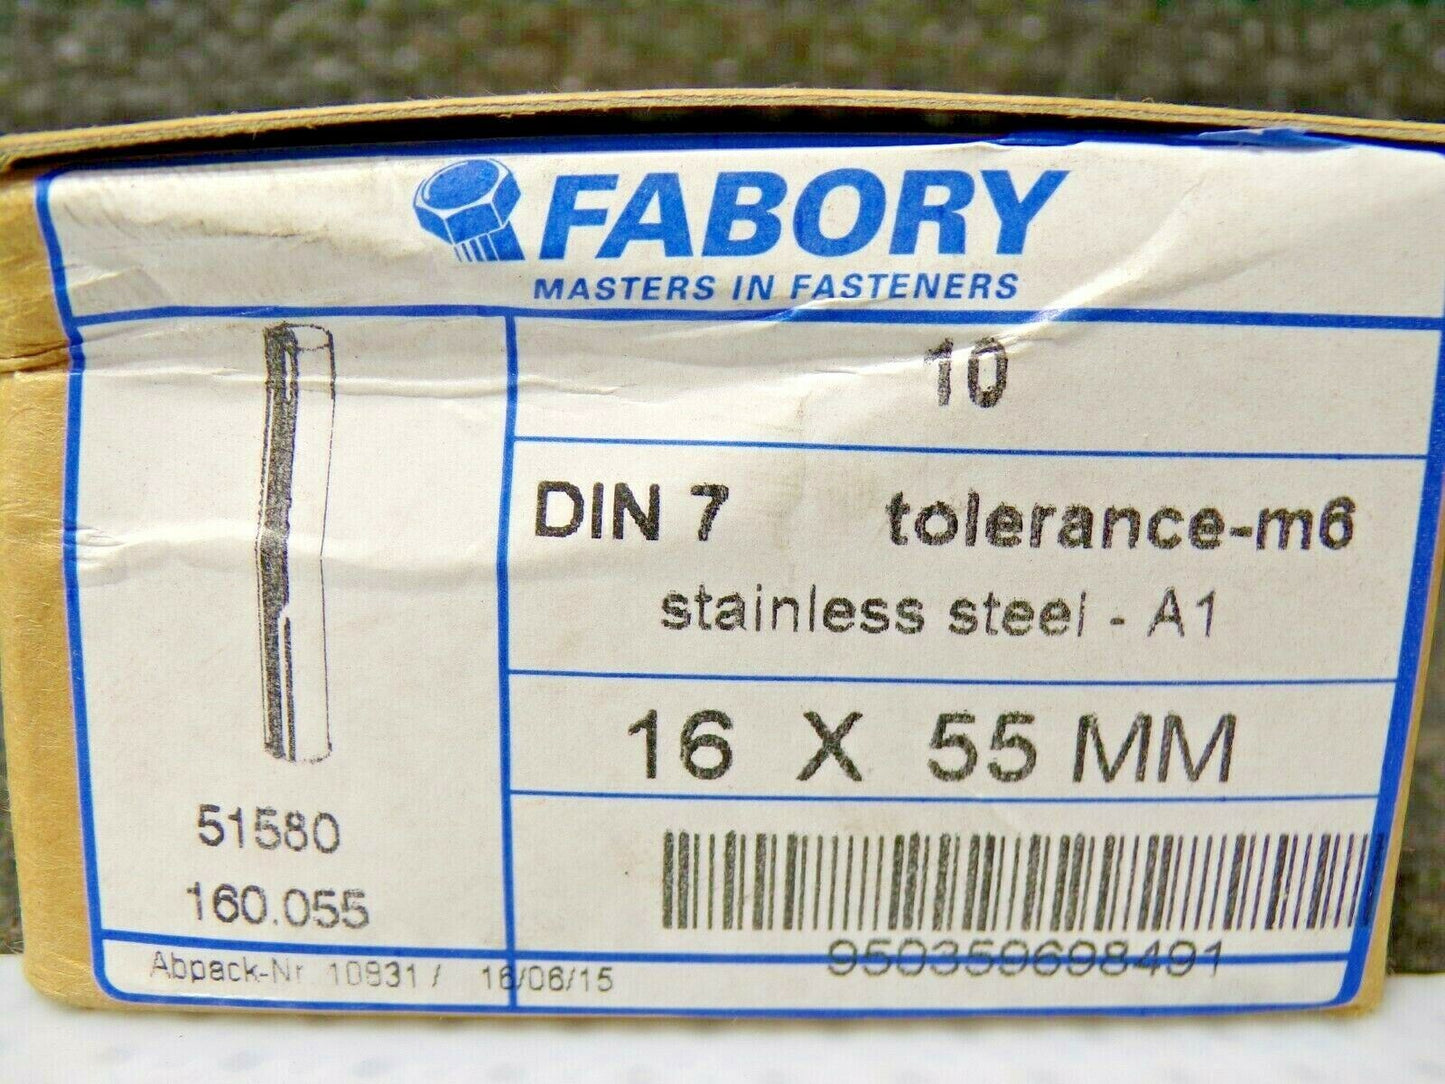 FABORY
MASTERS IN FASTENERS
10
DIN 7 tolerance-m6
stainless steel - A1
16 X 55 MM
51580
160.055
950359698491
Abpack-Nr 10931 / 16/06/15